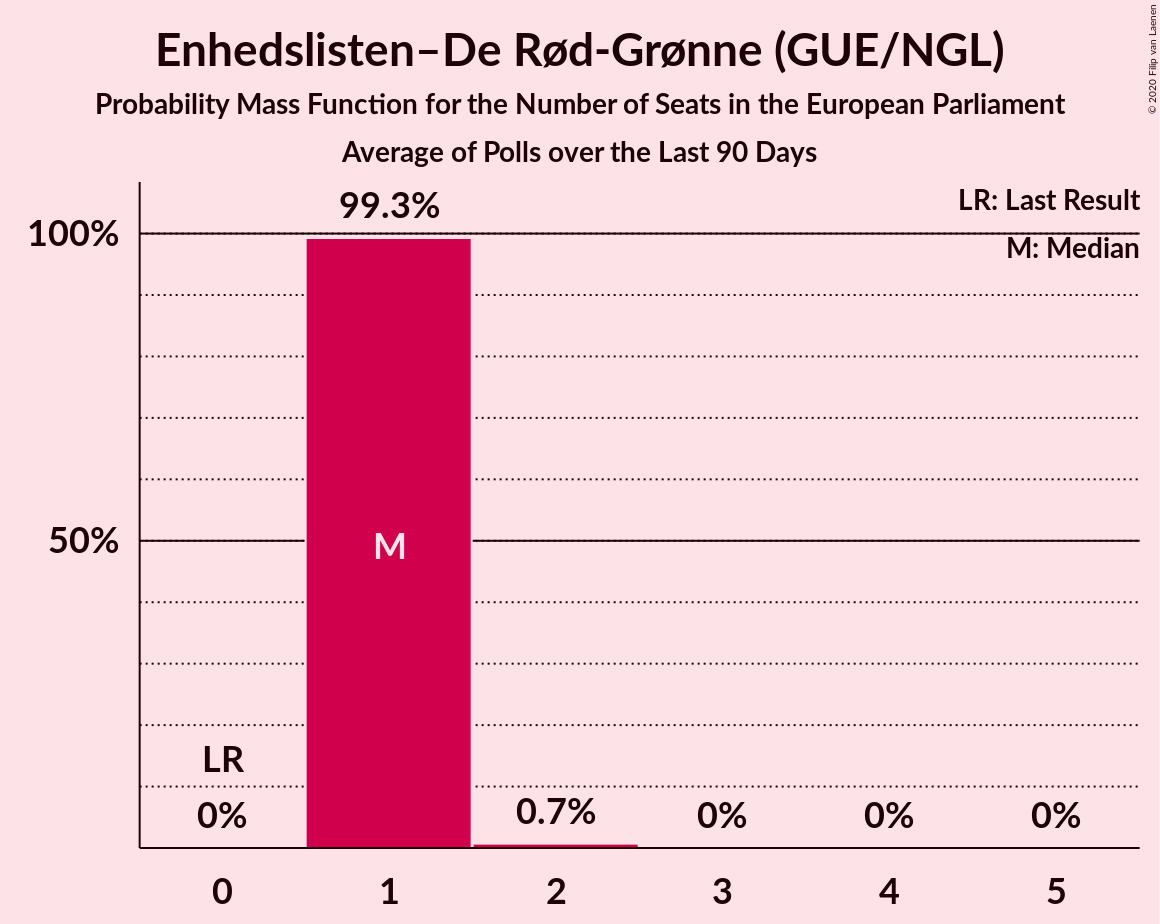 Enhedslisten–De Rød-Grønne (GUE/NGL)
Probability Mass Function for the Number of Seats in the European Parliament
Average of Polls over the Last 90 Days
© 2020 Filip van Laenen
LR: Last Result
M: Median
99.3%
100%
50%
M
LR
0%
0.7%
0%
0%
0%
0
1
2
3
4
5